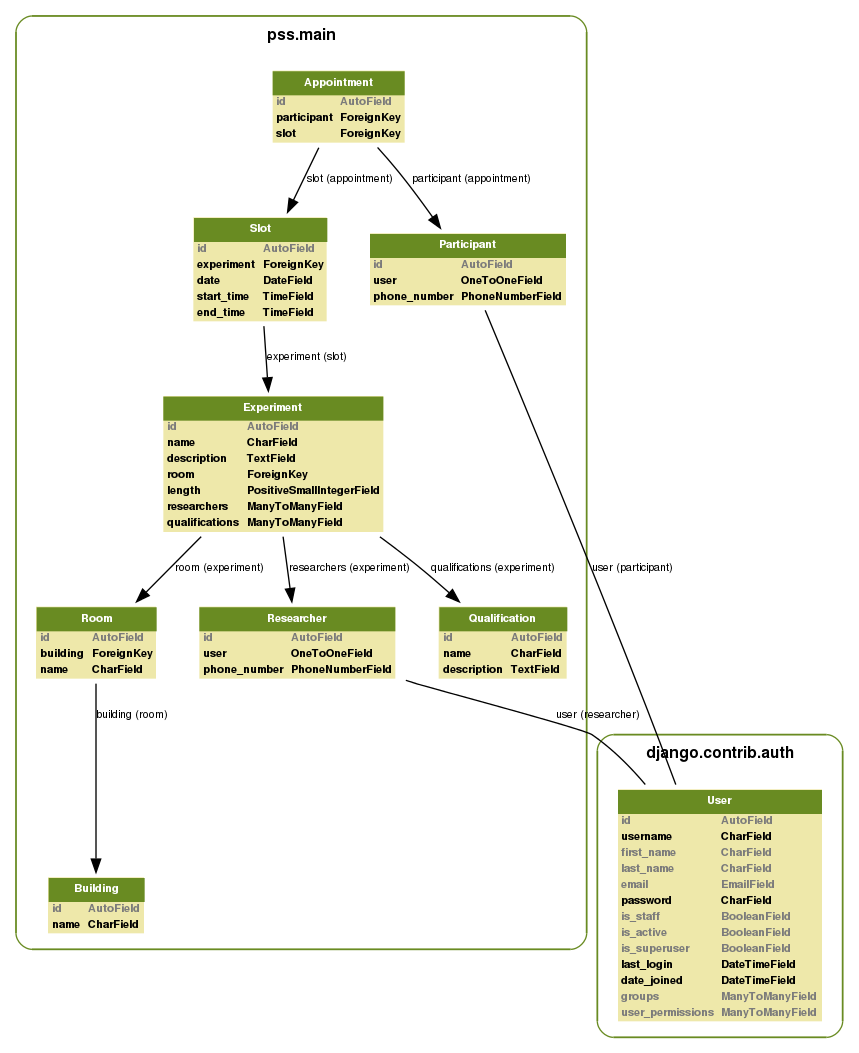 pss.main
Appointment
id AutoField
participant ForeignKey
slot ForeignKey
slot (appointment)
participant (appointment)
Slot
id AutoField
experiment ForeignKey
date DateField
start_time TimeField
end_time TimeField
Participant
id AutoField
user OneToOneField
phone_number PhoneNumberField
experiment (slot)
Experiment
id AutoField
name CharField
description TextField
room ForeignKey
length PositiveSmallIntegerField
researchers ManyToManyField
qualifications ManyToManyField
room (experiment)
researchers (experiment)
qualifications (experiment)
user (participant)
Room
id AutoField
building ForeignKey
name CharField
Researcher
id AutoField
user OneToOneField
phone_number PhoneNumberField
Qualification
id AutoField
name CharField
description TextField
building (room)
user (researcher)
django.contrib.auth
User
id AutoField
username CharField
first_name CharField
last_name CharField
email EmailField
password CharField
is_staff BooleanField
is_active BooleanField
is_superuser BooleanField
last_login DateTimeField
date_joined DateTimeField
groups ManyToManyField
user_permissions ManyToManyField
Building
id AutoField
name CharField